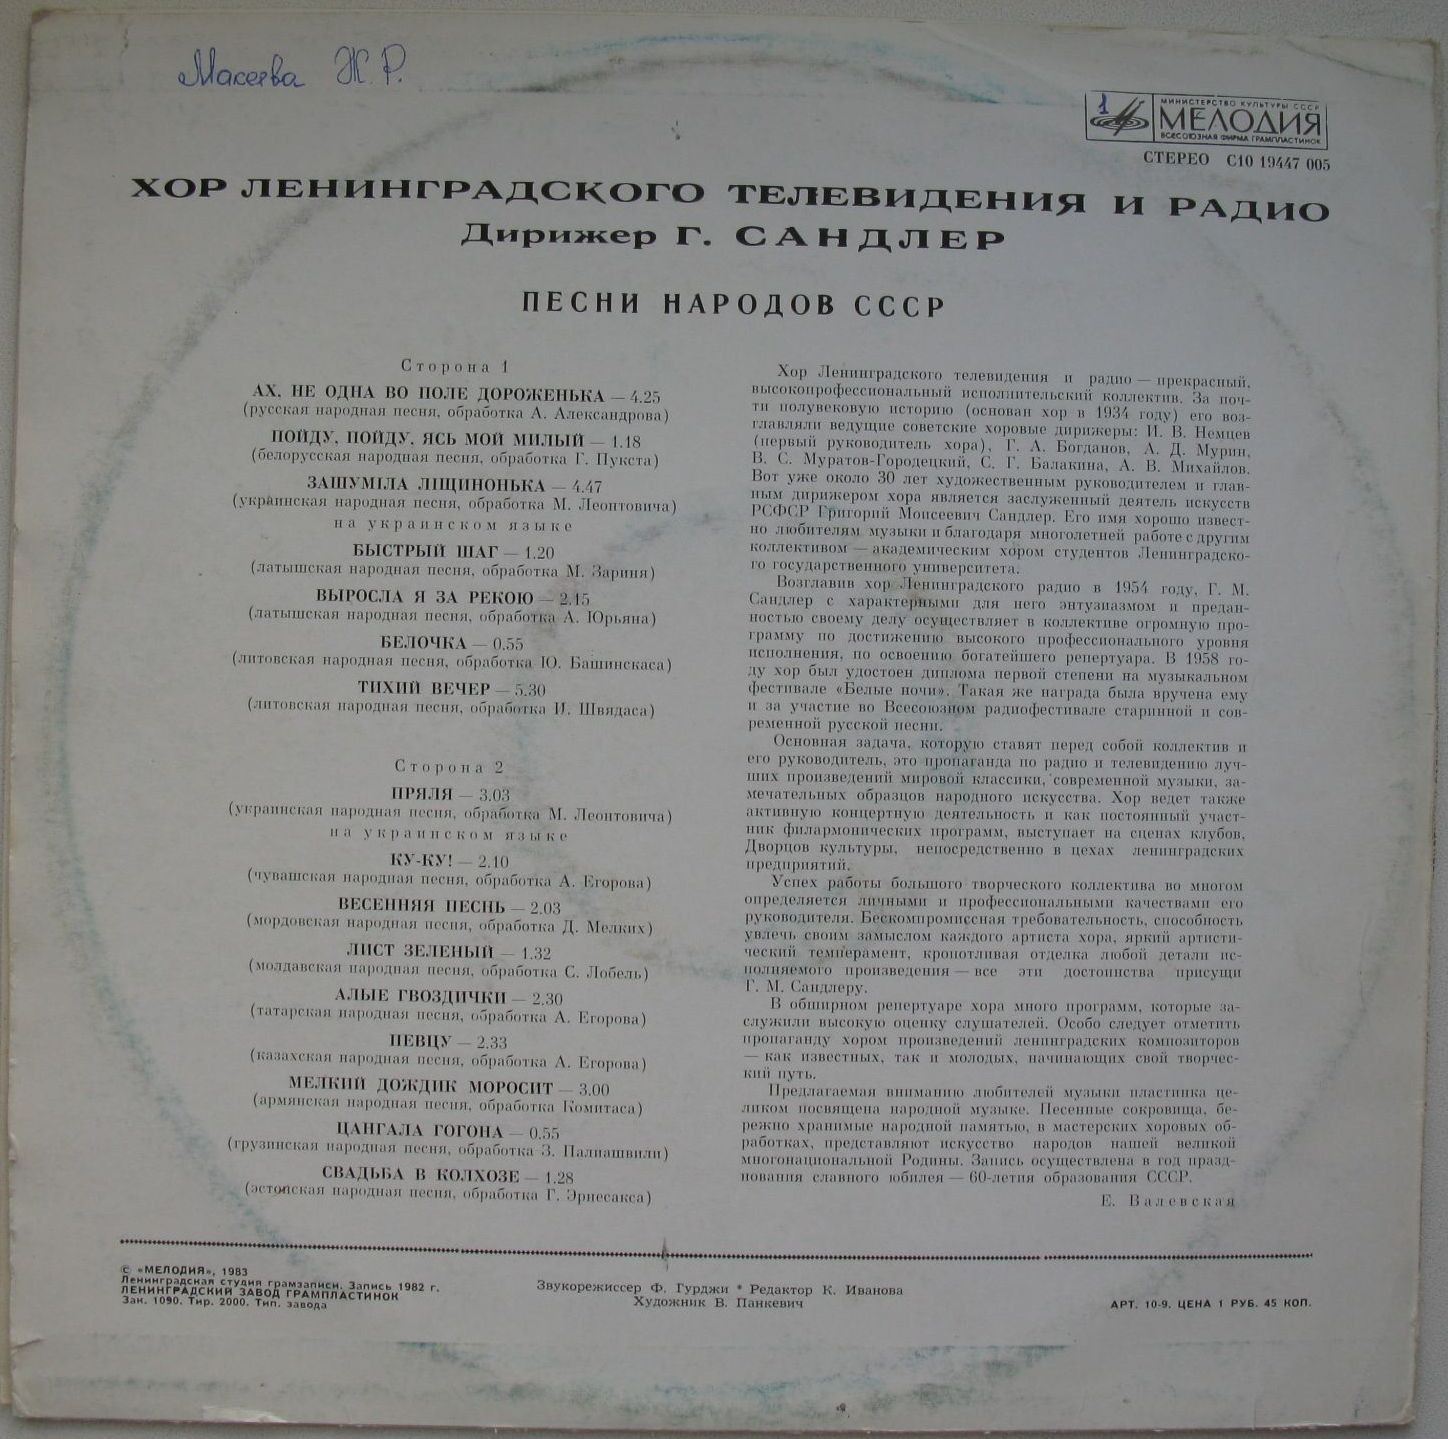 Макеева Ж.Р.
1
МИНИСТЕРСТВО КУЛЬТУРЫ СССР
МЕЛОДИЯ
ВСЕСОЮЗНАЯ ФИРМА ГРАМПЛАСТИНОК
СТЕРЕО С10 19447 005
ХОР ЛЕНИНГРАДСКОГО ТЕЛЕВИДЕНИЯ И РАДИО
Дирижер Г. САНДЛЕР
ПЕСНИ НАРОДОВ СССР
Сторона 1
АХ, НЕ ОДНА ВО ПОЛЕ ДОРОЖЕНЬКА — 4.25
(русская народная песня, обработка А. Александрова)
ПОЙДУ, ПОЙДУ, ЯСЬ МОЙ МИЛЫЙ — 1.18
(белорусская народная песня, обработка Г. Пукста)
ЗАШУМІЛА ЛІЩИНОНЬКА — 4.47
(украинская народная песня, обработка М. Леонтовича)
на украинском языке
БЫСТРЫЙ ШАГ — 1.20
(латышская народная песня, обработка М. Зариня)
ВЫРОСЛА Я ЗА РЕКОЮ — 2.15
(латышская народная песня, обработка А. Юрьяна)
БЕЛОЧКА — 0.55
(литовская народная песня, обработка Ю. Башинскаса)
ТИХИЙ ВЕЧЕР — 5.30
(литовская народная песня, обработка И. Швядаса)
Сторона 2
ПРЯЛЯ — 3.03
(украинская народная песня, обработка М. Леонтовича)
на украинском языке
КУ-КУ! — 2.10
(чувашская народная песня, обработка А. Егорова)
ВЕСЕННЯЯ ПЕСНЬ — 2.03
(мордовская народная песня, обработка Д. Мелких)
ЛИСТ ЗЕЛЕНЫЙ — 1.32
(молдавская народная песня, обработка С. Лобель)
АЛЫЕ ГВОЗДИЧКИ — 2.30
(татарская народная песня, обработка А. Егорова)
ПЕВЦУ — 2.33
(казахская народная песня, обработка А. Егорова)
МЕЛКИЙ ДОЖДИК МОРОСИТ — 3.00
(армянская народная песня, обработка Комитаса)
ЦАНГАЛА ГОГОНА — 0.55
(грузинская народная песня, обработка З. Палиашвили)
СВАДЬБА В КОЛХОЗЕ — 1.28
(эстонская народная песня, обработка Г. Эрнесакса)
Хор Ленинградского телевидения и радио — прекрасный,
высокопрофессиональный исполнительский коллектив. За поч-
ти полувековую историю (основан хор в 1934 году) его воз-
главляли ведущие советские хоровые дирижеры: И. В. Немцев
(первый руководитель хора), Г. А. Богданов, А. Д. Мурин,
В. С. Муратов-Городецкий, С. Г. Балакина, А. В. Михайлов.
Вот уже около 30 лет художественным руководителем и глав-
ным дирижером хора является заслуженный деятель искусств
РСФСР Григорий Моисеевич Сандлер. Его имя хорошо извест-
но любителям музыки и благодаря многолетней работе с другим
коллективом — академическим хором студентов Ленинградско-
го государственного университета.
Возглавив хор Ленинградского радио в 1954 году, Г. М.
Сандлер с характерными для него энтузиазмом и предан-
ностью своему делу осуществляет в коллективе огромную про-
грамму по достижению высокого профессионального уровня
исполнения, по освоению богатейшего репертуара. В 1958 го-
ду хор был удостоен диплома первой степени на музыкальном
фестивале «Белые ночи». Такая же награда была вручена ему
и за участие во Всесоюзном радиофестивале старинной и сов-
ременной русской песни.
Основная задача, которую ставят перед собой коллектив и
его руководитель, это пропаганда по радио и телевидению луч-
ших произведений мировой классики, современной музыки, за-
мечательных образцов народного искусства. Хор ведет также
активную концертную деятельность и как постоянный участ-
ник филармонических программ, выступает на сценах клубов,
Дворцов культуры, непосредственно в цехах ленинградских
предприятий.
Успех работы большого творческого коллектива во многом
определяется личными и профессиональными качествами его
руководителя. Бескомпромиссная требовательность, способность
увлечь своим замыслом каждого артиста хора, яркий артисти-
ческий темперамент, кропотливая отделка любой детали ис-
полняемого произведения — все эти достоинства присущи
Г. М. Сандлеру.
В обширном репертуаре хора много программ, которые за-
служили высокую оценку слушателей. Особо следует отметить
пропаганду хором произведений ленинградских композиторов
— как известных, так и молодых, начинающих свой творчес-
кий путь.
Предлагаемая вниманию любителей музыки пластинка це-
ликом посвящена народной музыке. Песенные сокровища, бе-
режно хранимые народной памятью, в мастерских хоровых об-
работках, представляют искусство народов нашей великой
многонациональной Родины. Запись осуществлена в год празд-
нования славного юбилея — 60-летия образования СССР.
Е. Валевская
© «МЕЛОДИЯ», 1983
Ленинградская студия грамзаписи. Запись 1982 г.
ЛЕНИНГРАДСКИЙ ЗАВОД ГРАМПЛАСТИНОК
Зак. 1090. Тир. 2000. Тип. завода
Звукорежиссер Ф. Гурджи * Редактор К. Иванова
Художник В. Панкевич
АРТ. 10-9. ЦЕНА 1 РУБ. 45 КОП.